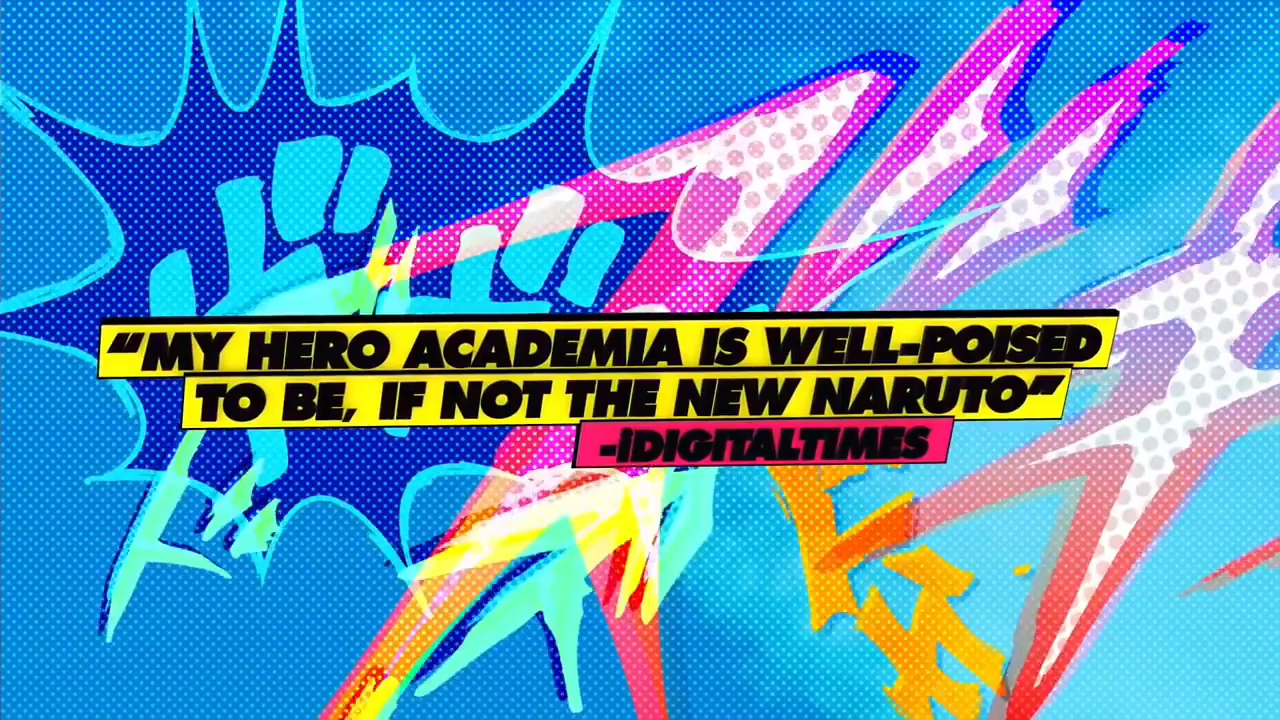 “MY HERO ACADEMIA IS WELL-POISED
TO BE, IF NOT THE NEW NARUTO”
-iDIGITALTIMES